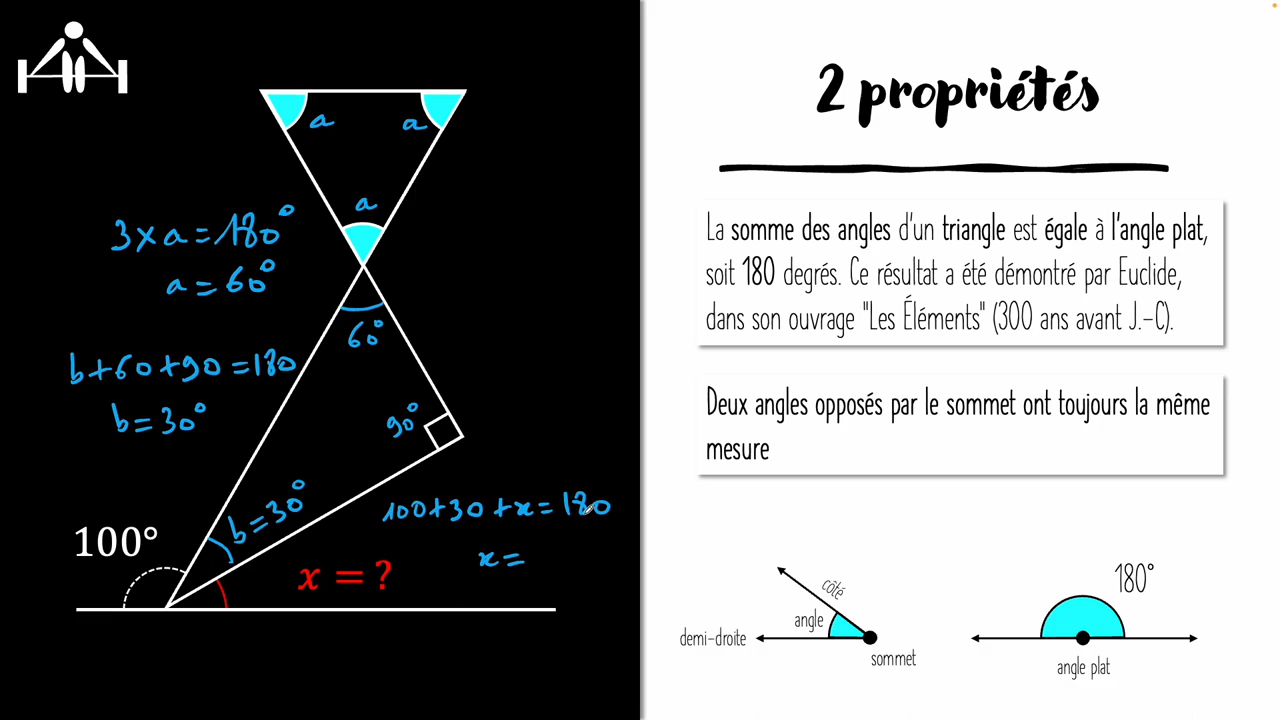 2 propriétés
a
a
a
3 x a = 180°
a = 60°
60°
b + 60 + 90 = 180
b = 30°
90°
b = 30°
100 + 30 + x = 180
x =
100°
x = ?
La somme des angles d'un triangle est égale à l'angle plat,
soit 180 degrés. Ce résultat a été démontré par Euclide,
dans son ouvrage "Les Éléments" (300 ans avant J.-C).
Deux angles opposés par le sommet ont toujours la même
mesure
côté
angle
demi-droite
sommet
180°
angle plat